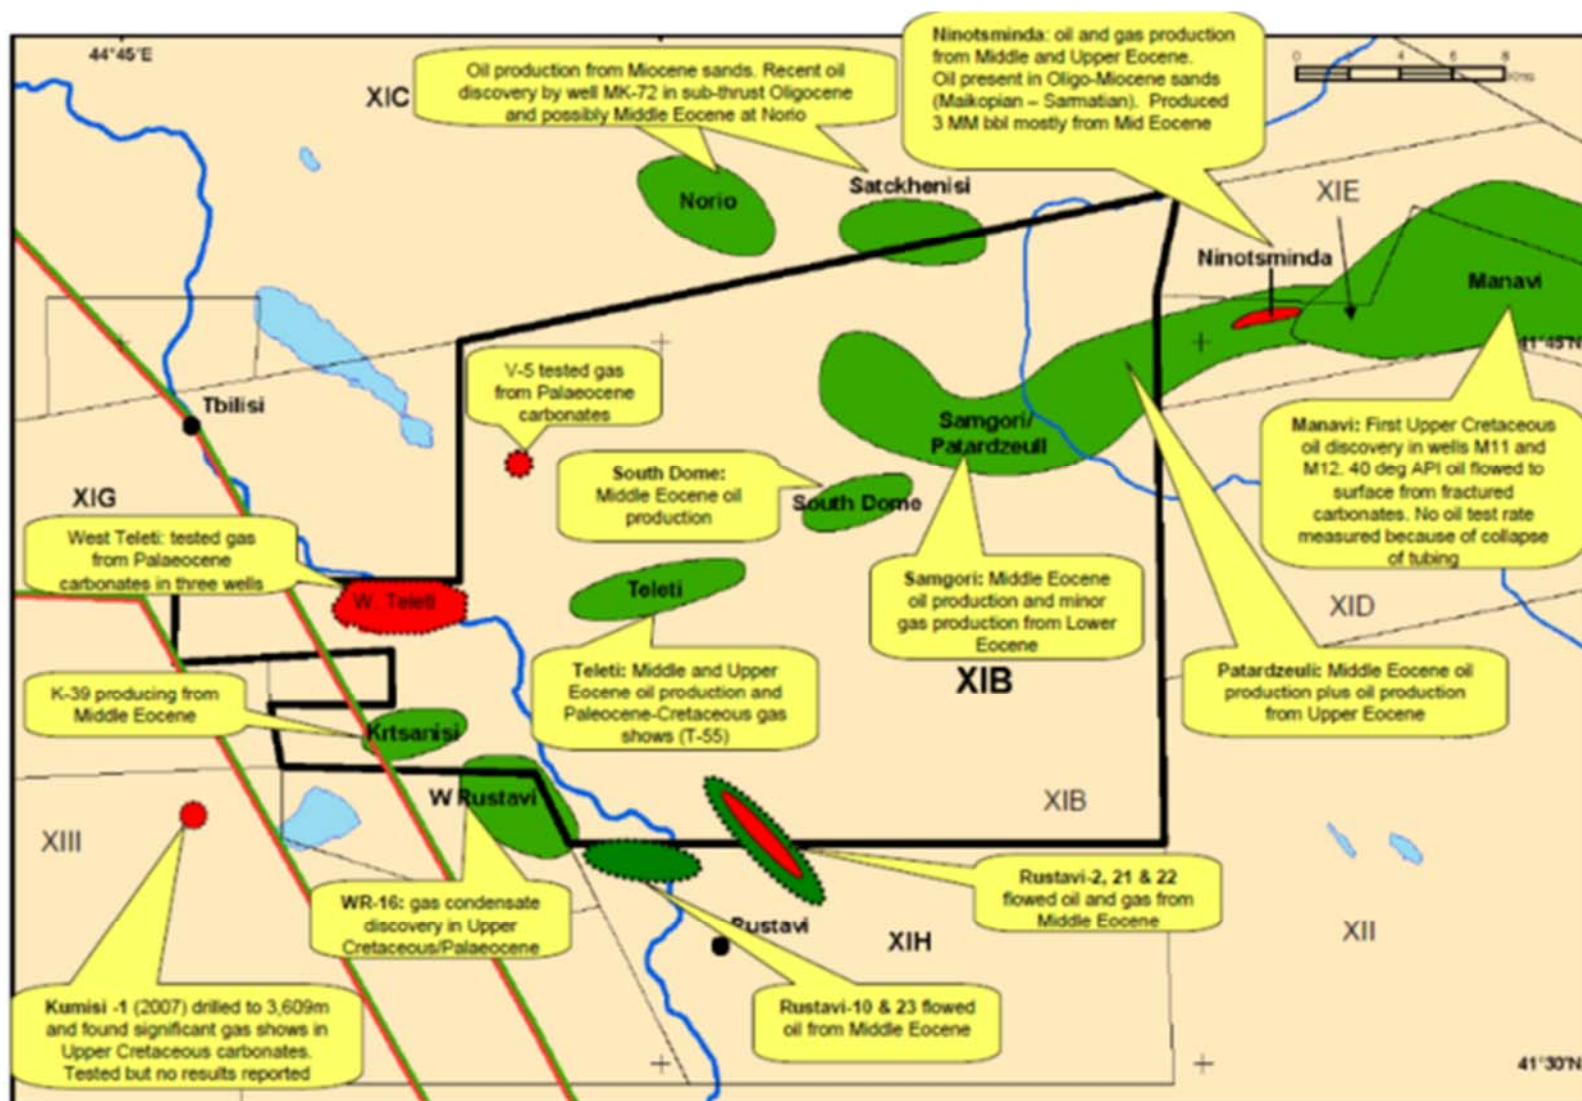 44°45'E
XIC
Oil production from Miocene sands. Recent oil
discovery by well MK-72 in sub-thrust Oligocene
and possibly Middle Eocene at Norio
Ninotsminda: oil and gas production
from Middle and Upper Eocene.
Oil present in Oligo-Miocene sands
(Maikopian – Sarmatian). Produced
3 MM bbl mostly from Mid Eocene
0
4
6
8
Norio
Satckhenisi
XIE
Ninotsminda
Manavi
41°45'N
V-5 tested gas
from Palaeocene
carbonates
Tbilisi
Samgori/
Patardzeull
Manavi: First Upper Cretaceous
oil discovery in wells M11 and
M12. 40 deg API oil flowed to
surface from fractured
carbonates. No oil test rate
measured because of collapse
of tubing
South Dome:
Middle Eocene oil
production
South Dome
XIG
West Teleti: tested gas
from Palaeocene
carbonates in three wells
W. Teleti
Teleti
Samgori: Middle Eocene
oil production and minor
gas production from Lower
Eocene
XID
Teleti: Middle and Upper
Eocene oil production and
Paleocene-Cretaceous gas
shows (T-55)
XIB
Patardzeuli: Middle Eocene oil
production plus oil production
from Upper Eocene
K-39 producing from
Middle Eocene
Krtsanisi
W Rustavi
XIB
XIII
WR-16: gas condensate
discovery in Upper
Cretaceous/Palaeocene
Rustavi-2, 21 & 22
flowed oil and gas from
Middle Eocene
Rustavi
XIH
XII
Kumisi -1 (2007) drilled to 3,609m
and found significant gas shows in
Upper Cretaceous carbonates.
Tested but no results reported
Rustavi-10 & 23 flowed
oil from Middle Eocene
41°30'N